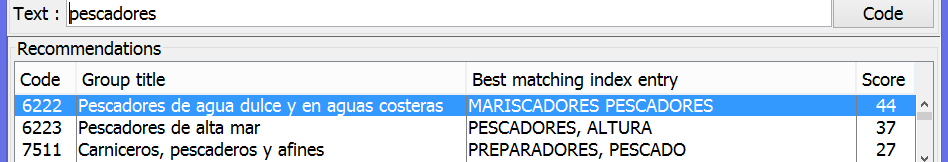 Text : pescadores Code
Recommendations
Code Group title Best matching index entry Score
6222 Pescadores de agua dulce y en aguas costeras MARISCADORES PESCADORES 44
6223 Pescadores de alta mar PESCADORES, ALTURA 37
7511 Carniceros, pescaderos y afines PREPARADORES, PESCADO 27